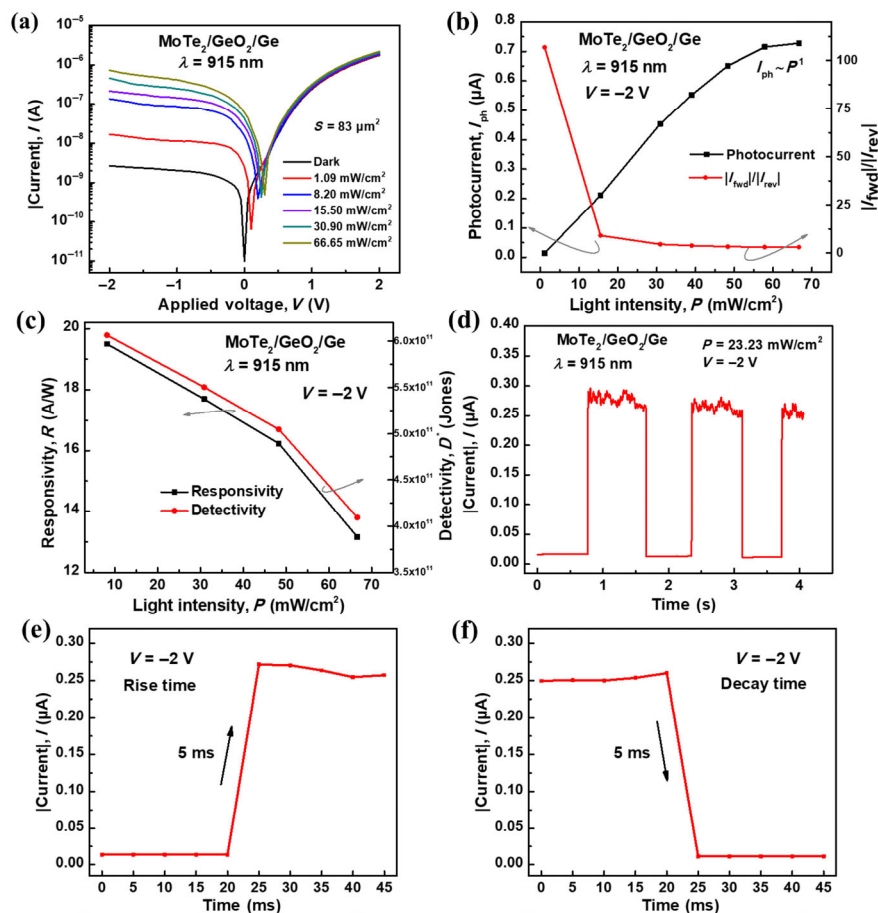 (a)
MoTe₂/GeO₂/Ge
λ = 915 nm
S = 83 μm²
Dark
1.09 mW/cm²
8.20 mW/cm²
15.50 mW/cm²
30.90 mW/cm²
66.65 mW/cm²
|Current|, I (A)
10⁻⁵
10⁻⁶
10⁻⁷
10⁻⁸
10⁻⁹
10⁻¹⁰
10⁻¹¹
−2 −1 0 1 2
Applied voltage, V (V)
(b)
MoTe₂/GeO₂/Ge
λ = 915 nm
V = −2 V
I_ph ~ P¹
Photocurrent
|I_fwd|/|I_rev|
Photocurrent, I_ph (μA)
0.8
0.7
0.6
0.5
0.4
0.3
0.2
0.1
0.0
|I_fwd|/|I_rev|
100
75
50
25
0
0 10 20 30 40 50 60 70
Light intensity, P (mW/cm²)
(c)
MoTe₂/GeO₂/Ge
λ = 915 nm
V = −2 V
Responsivity
Detectivity
Responsivity, R (A/W)
20
18
16
14
12
Detectivity, D* (Jones)
6.0x10¹¹
5.5x10¹¹
5.0x10¹¹
4.5x10¹¹
4.0x10¹¹
3.5x10¹¹
10 20 30 40 50 60 70
Light intensity, P (mW/cm²)
(d)
MoTe₂/GeO₂/Ge
λ = 915 nm
P = 23.23 mW/cm²
V = −2 V
|Current|, I (μA)
0.40
0.35
0.30
0.25
0.20
0.15
0.10
0.05
0.00
0 1 2 3 4
Time (s)
(e)
V = −2 V
Rise time
5 ms
|Current|, I (μA)
0.30
0.25
0.20
0.15
0.10
0.05
0.00
0 5 10 15 20 25 30 35 40 45
Time (ms)
(f)
V = −2 V
Decay time
5 ms
|Current|, I (μA)
0.30
0.25
0.20
0.15
0.10
0.05
0.00
0 5 10 15 20 25 30 35 40 45
Time (ms)